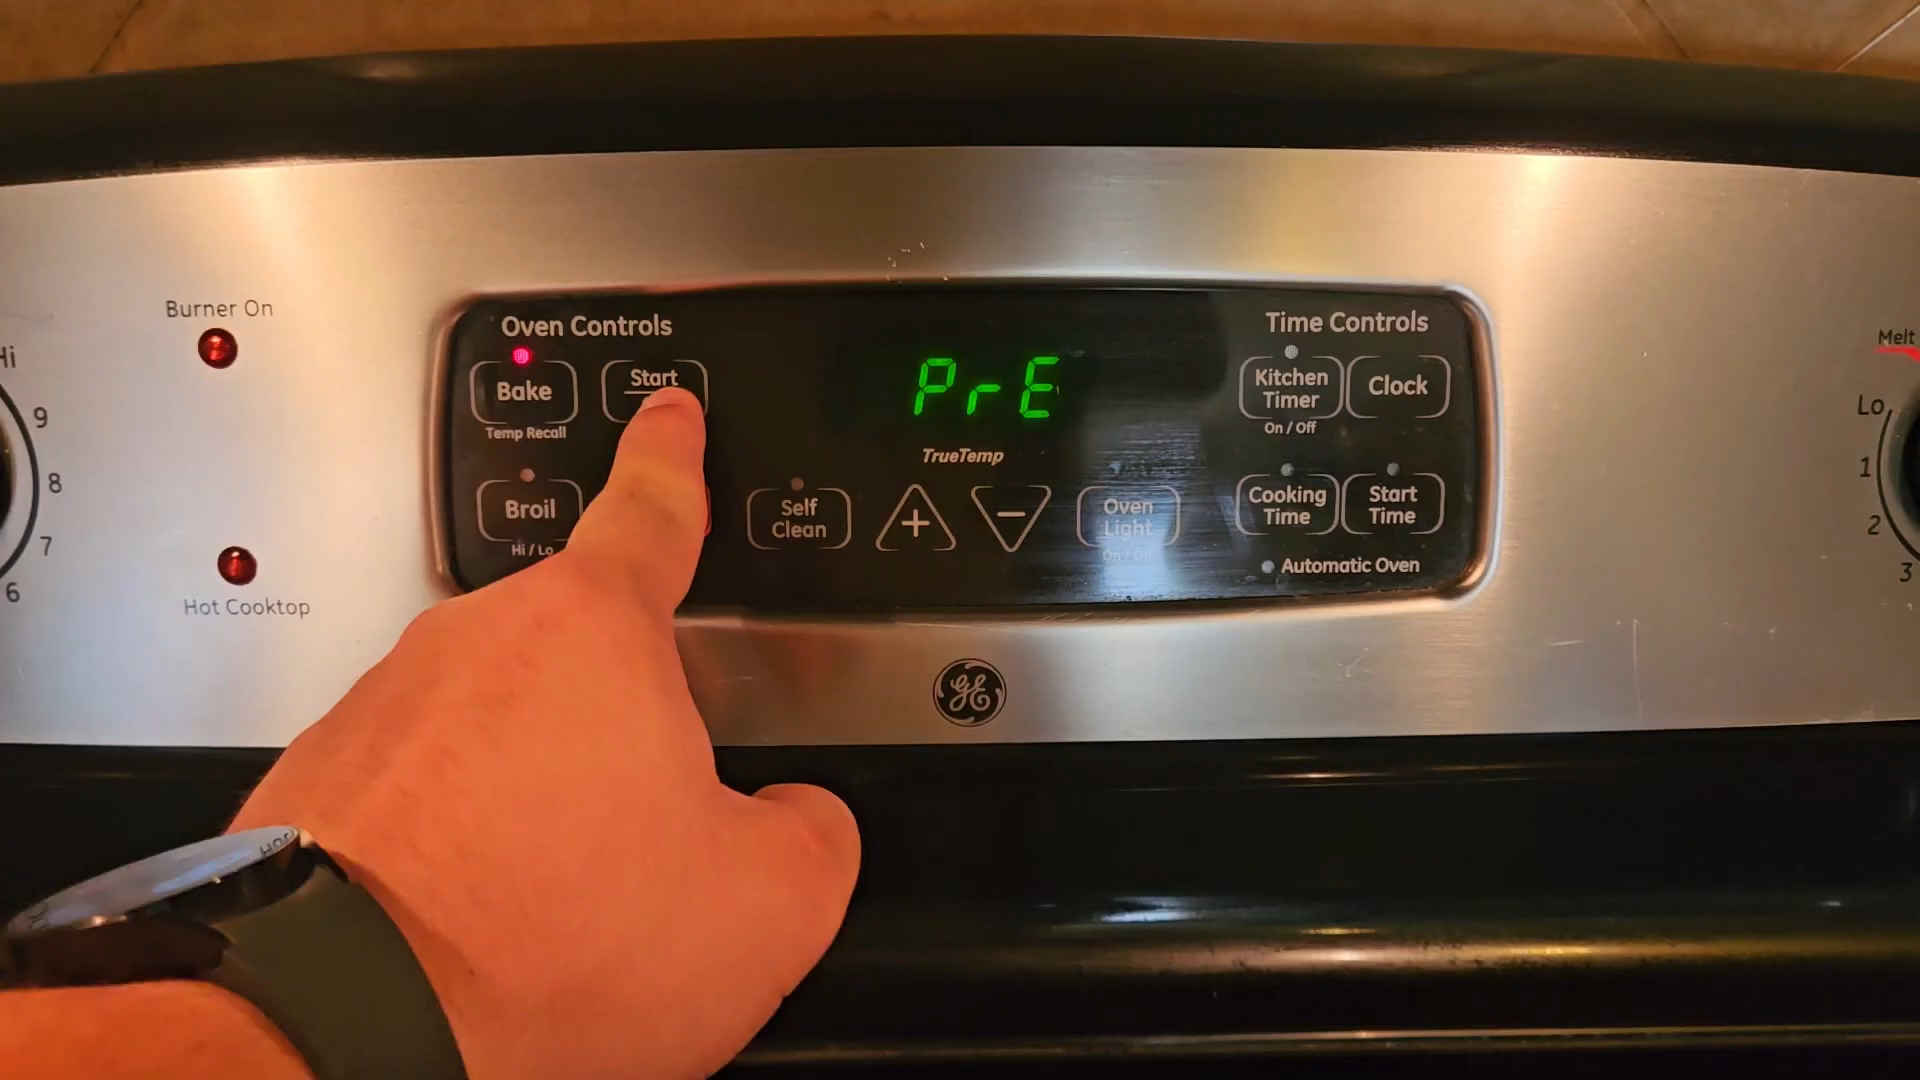 Burner On
Hot Cooktop
Hi
9
8
7
6
Oven Controls
Bake
Temp Recall
Start
Broil
Hi / Lo
PrE
TrueTemp
Self
Clean
+
−
Oven
Light
On / Off
Time Controls
Kitchen
Timer
On / Off
Clock
Cooking
Time
Start
Time
Automatic Oven
GE
Melt
Lo
1
2
3